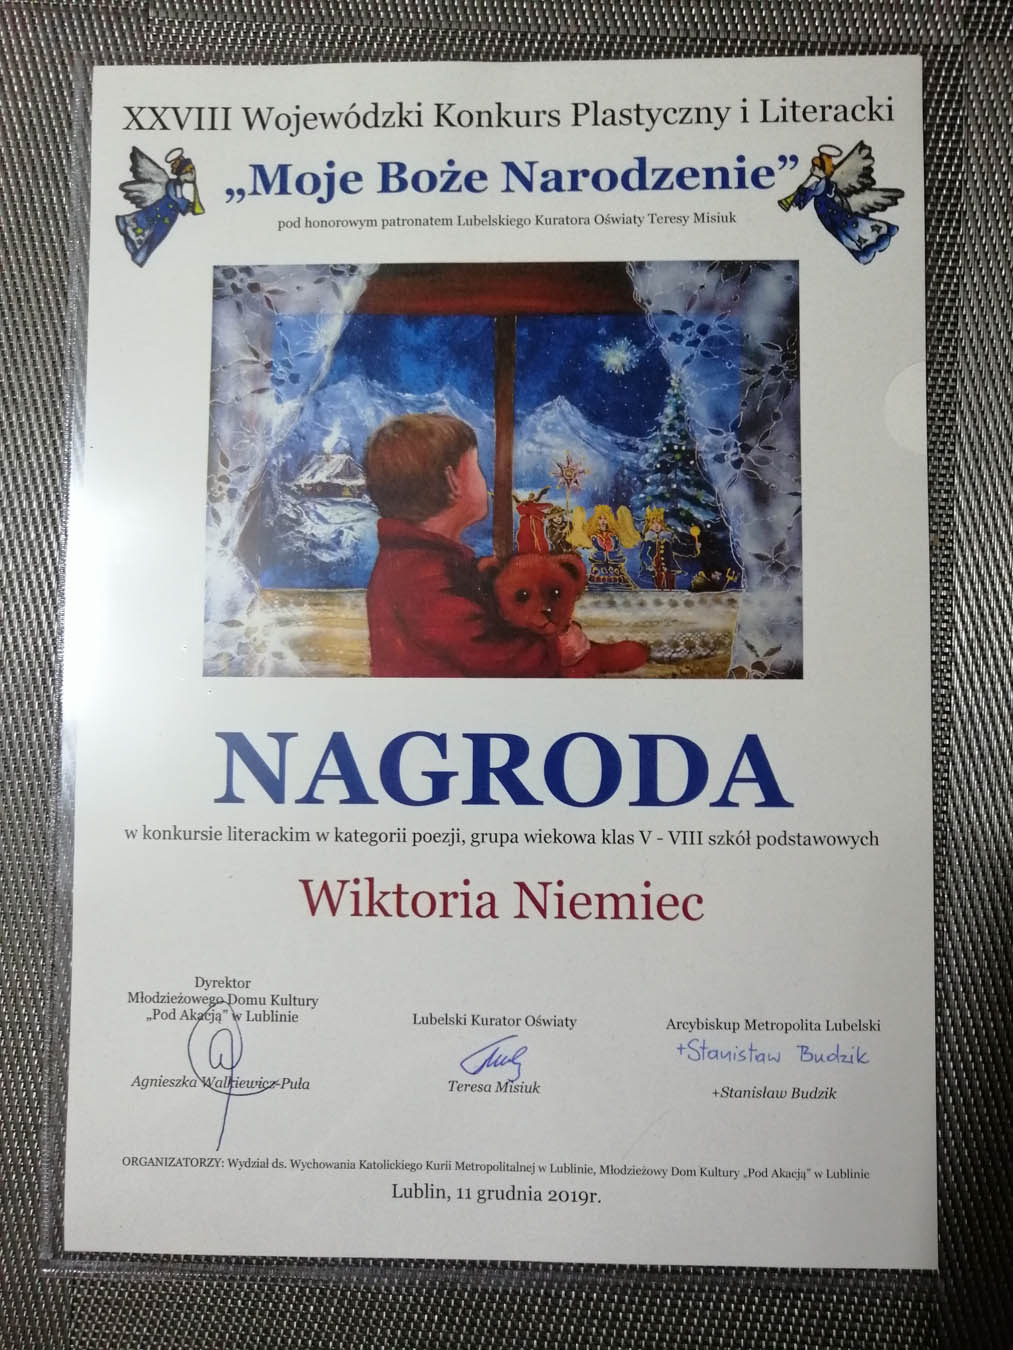 XXVIII Wojewódzki Konkurs Plastyczny i Literacki
„Moje Boże Narodzenie”
pod honorowym patronatem Lubelskiego Kuratora Oświaty Teresy Misiuk
NAGRODA
w konkursie literackim w kategorii poezji, grupa wiekowa klas V - VIII szkół podstawowych
Wiktoria Niemiec
Dyrektor
Młodzieżowego Domu Kultury
„Pod Akacją” w Lublinie
Agnieszka Walkiewicz-Puła
Lubelski Kurator Oświaty
Teresa Misiuk
Arcybiskup Metropolita Lubelski
+Stanisław Budzik
+Stanisław Budzik
ORGANIZATORZY: Wydział ds. Wychowania Katolickiego Kurii Metropolitalnej w Lublinie, Młodzieżowy Dom Kultury „Pod Akacją” w Lublinie
Lublin, 11 grudnia 2019r.